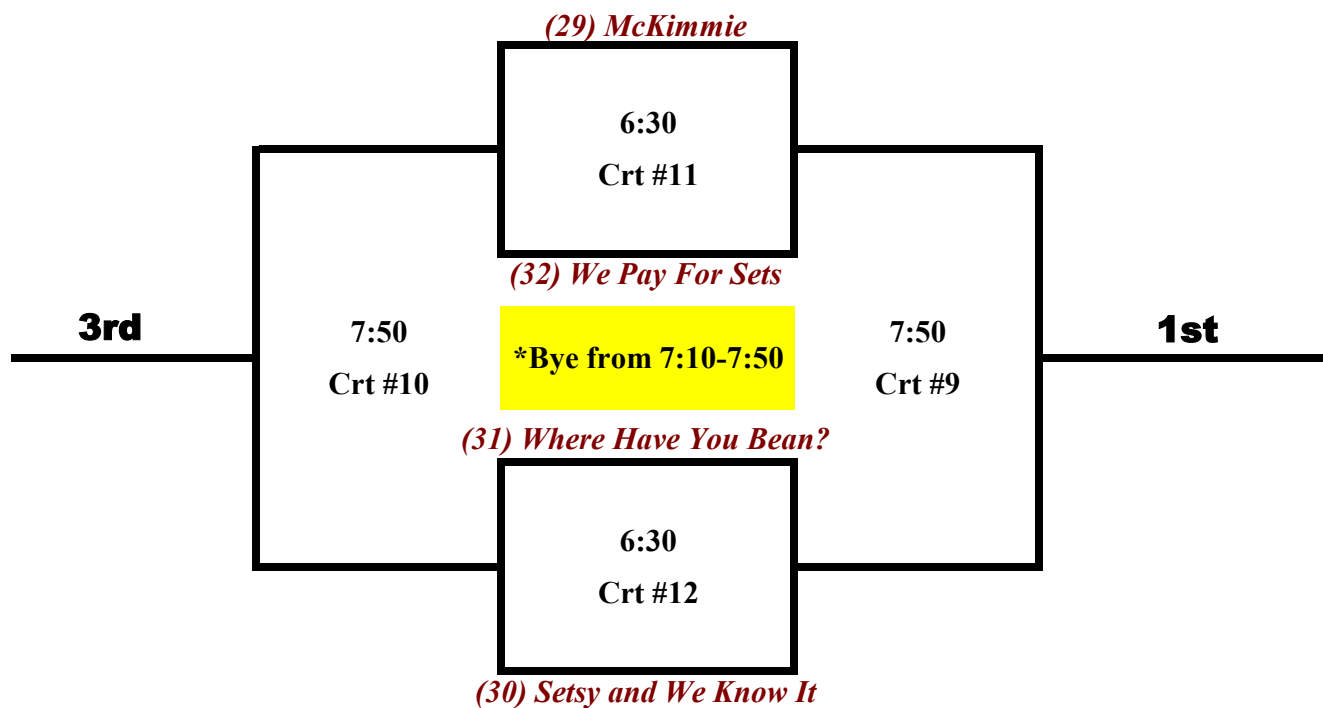 (29) McKimmie
6:30
Crt #11
(32) We Pay For Sets
3rd
7:50
Crt #10
*Bye from 7:10-7:50
7:50
Crt #9
1st
(31) Where Have You Bean?
6:30
Crt #12
(30) Setsy and We Know It